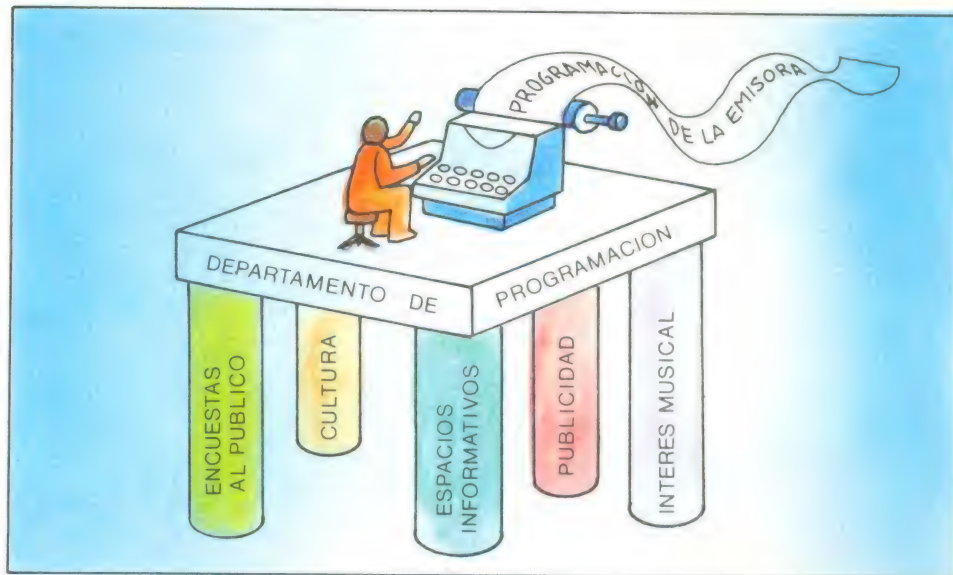 PROGRAMACION
DE LA EMISORA
DEPARTAMENTO DE
PROGRAMACION
ENCUESTAS
AL PUBLICO
CULTURA
ESPACIOS
INFORMATIVOS
PUBLICIDAD
INTERES MUSICAL